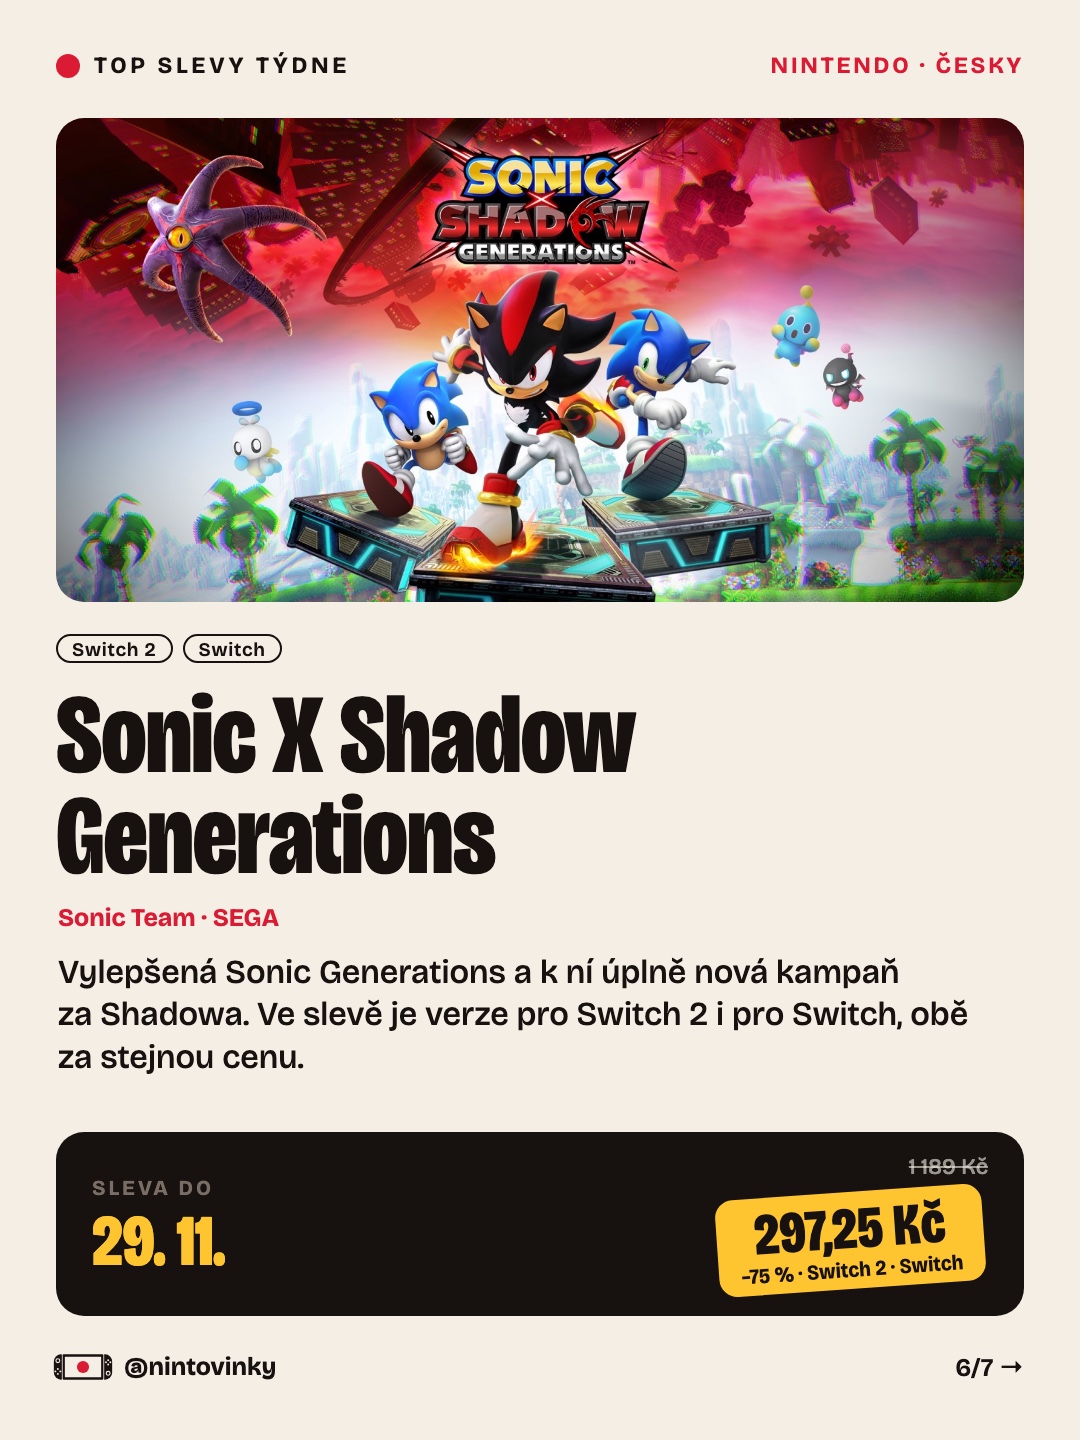 TOP SLEVY TÝDNE
NINTENDO · ČESKY
SONIC
X
SHADOW
GENERATIONS™
Switch 2
Switch
Sonic X Shadow
Generations
Sonic Team · SEGA
Vylepšená Sonic Generations a k ní úplně nová kampaň
za Shadowa. Ve slevě je verze pro Switch 2 i pro Switch, obě
za stejnou cenu.
SLEVA DO
29. 11.
1 189 Kč
297,25 Kč
-75 % · Switch 2 · Switch
@nintovinky
6/7 →